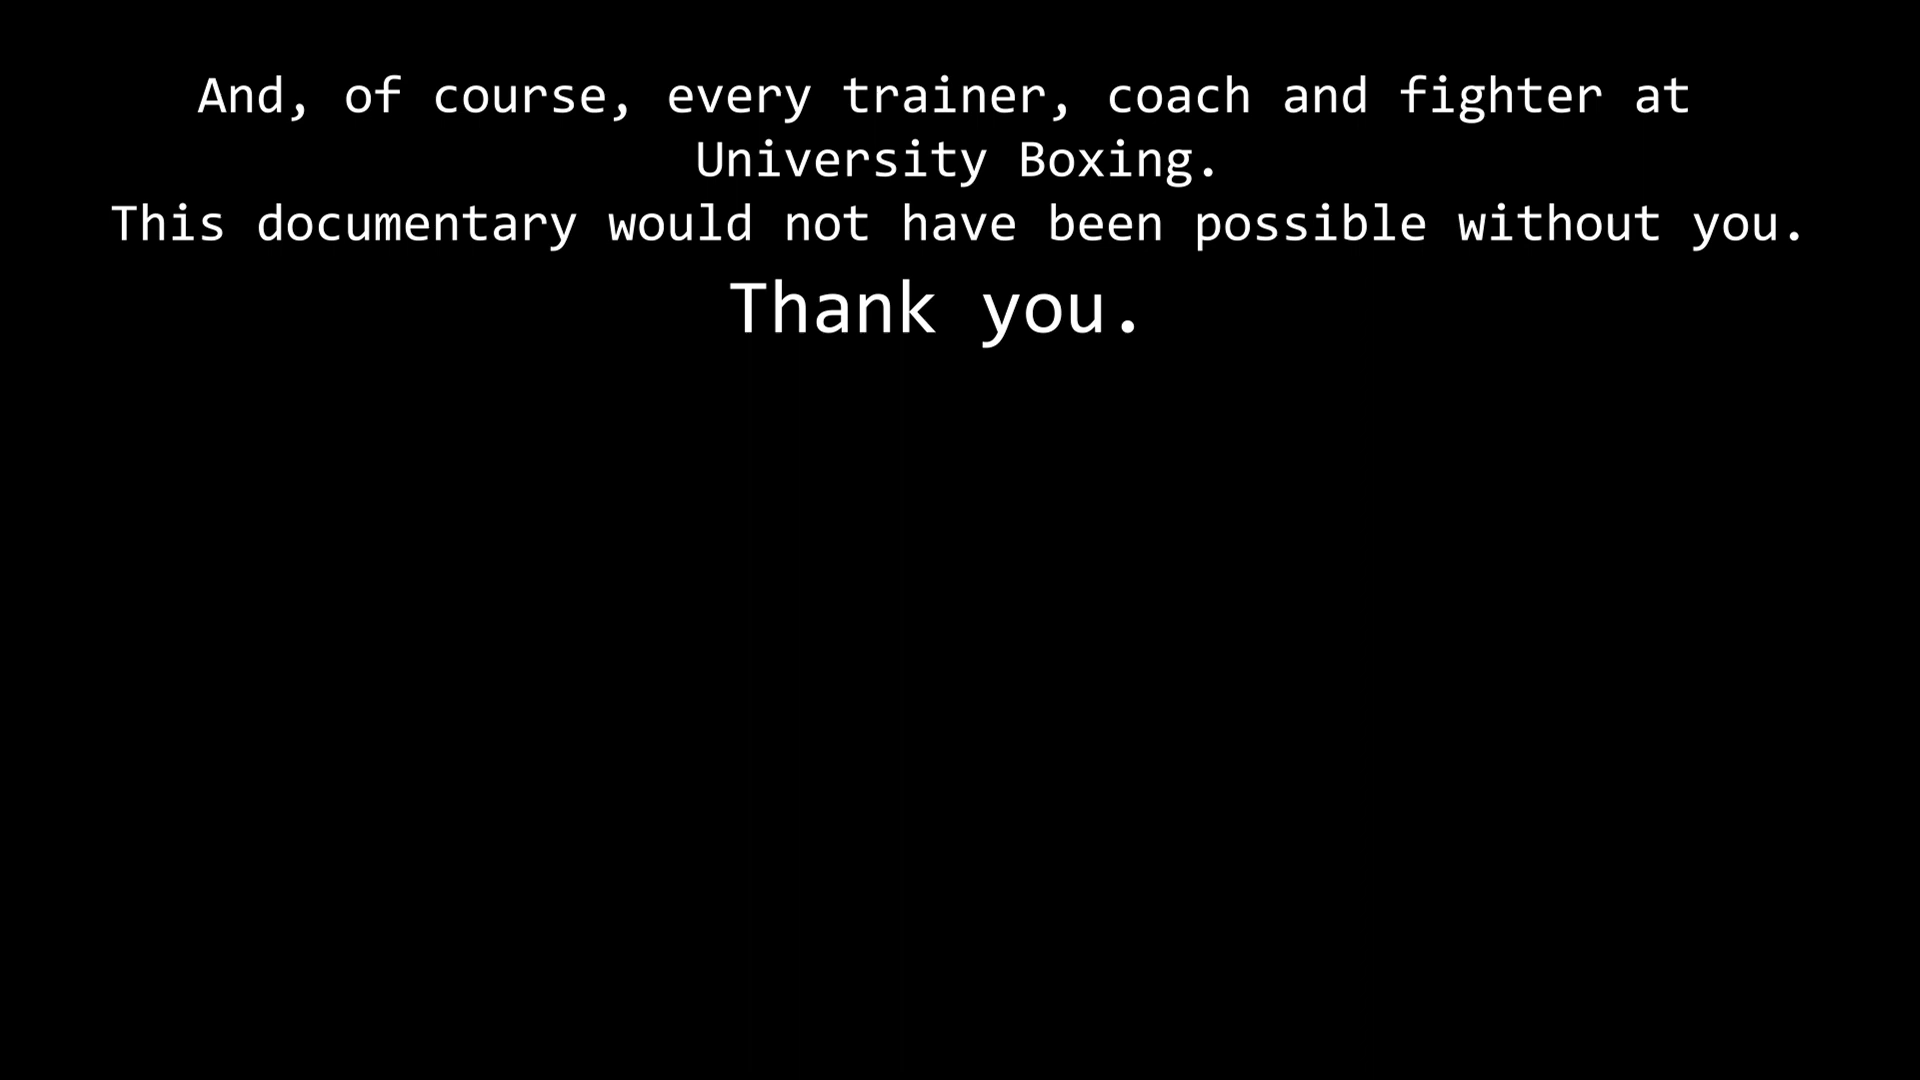 And, of course, every trainer, coach and fighter at
University Boxing.
This documentary would not have been possible without you.
Thank you.